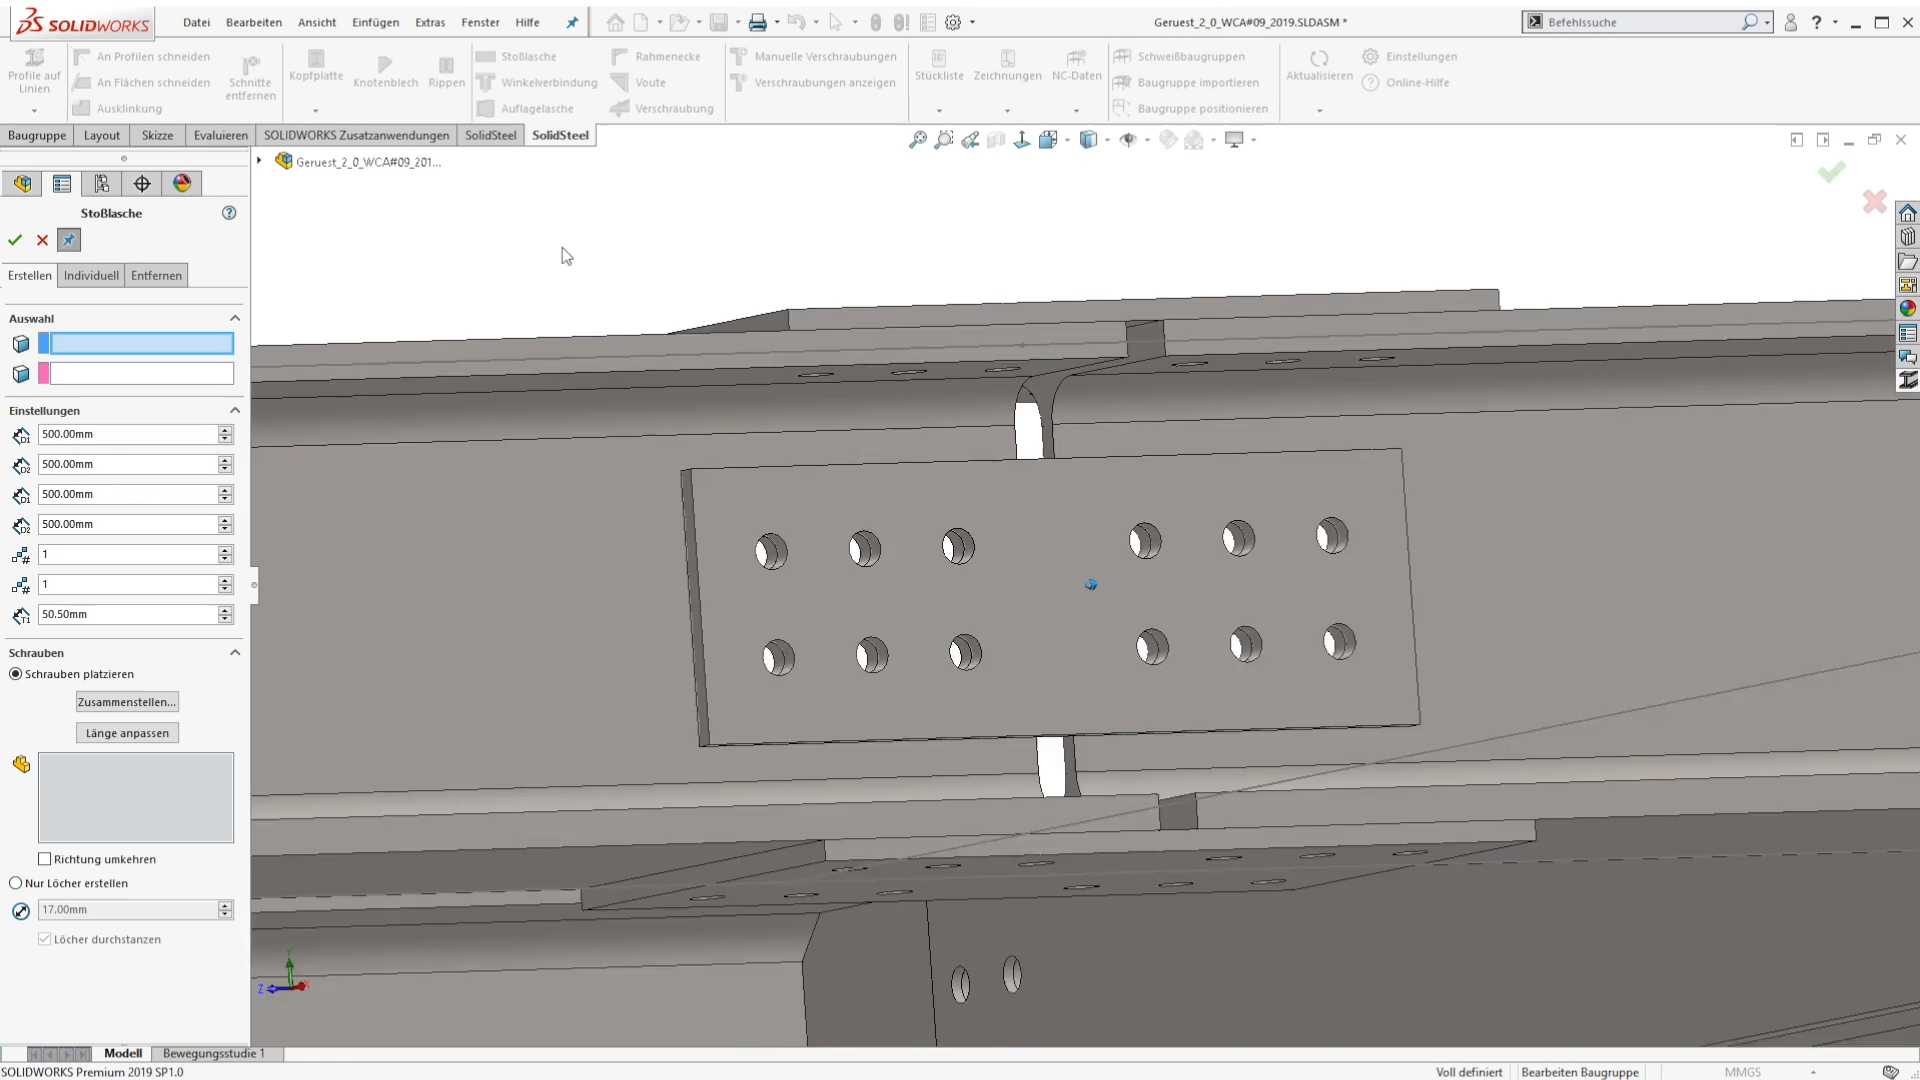 SOLIDWORKS
Datei Bearbeiten Ansicht Einfügen Extras Fenster Hilfe
Geruest_2_0_WCA#09_2019.SLDASM *
Befehlssuche
?
Profile auf
Linien
An Profilen schneiden
An Flächen schneiden
Ausklinkung
Schnitte
entfernen
Kopfplatte
Knotenblech
Rippen
Stoßlasche
Winkelverbindung
Auflagelasche
Rahmenecke
Voute
Verschraubung
Manuelle Verschraubungen
Verschraubungen anzeigen
Stückliste
Zeichnungen
NC-Daten
Schweißbaugruppen
Baugruppe importieren
Baugruppe positionieren
Aktualisieren
Einstellungen
Online-Hilfe
Baugruppe Layout Skizze Evaluieren SOLIDWORKS Zusatzanwendungen SolidSteel SolidSteel
Geruest_2_0_WCA#09_201...
Stoßlasche
?
Erstellen Individuell Entfernen
Auswahl
Einstellungen
D1 500.00mm
D2 500.00mm
D1 500.00mm
D2 500.00mm
# 1
# 1
T1 50.50mm
Schrauben
Schrauben platzieren
Zusammenstellen...
Länge anpassen
Richtung umkehren
Nur Löcher erstellen
17.00mm
Löcher durchstanzen
Y
Z
X
Modell Bewegungsstudie 1
SOLIDWORKS Premium 2019 SP1.0
Voll definiert Bearbeiten Baugruppe MMGS